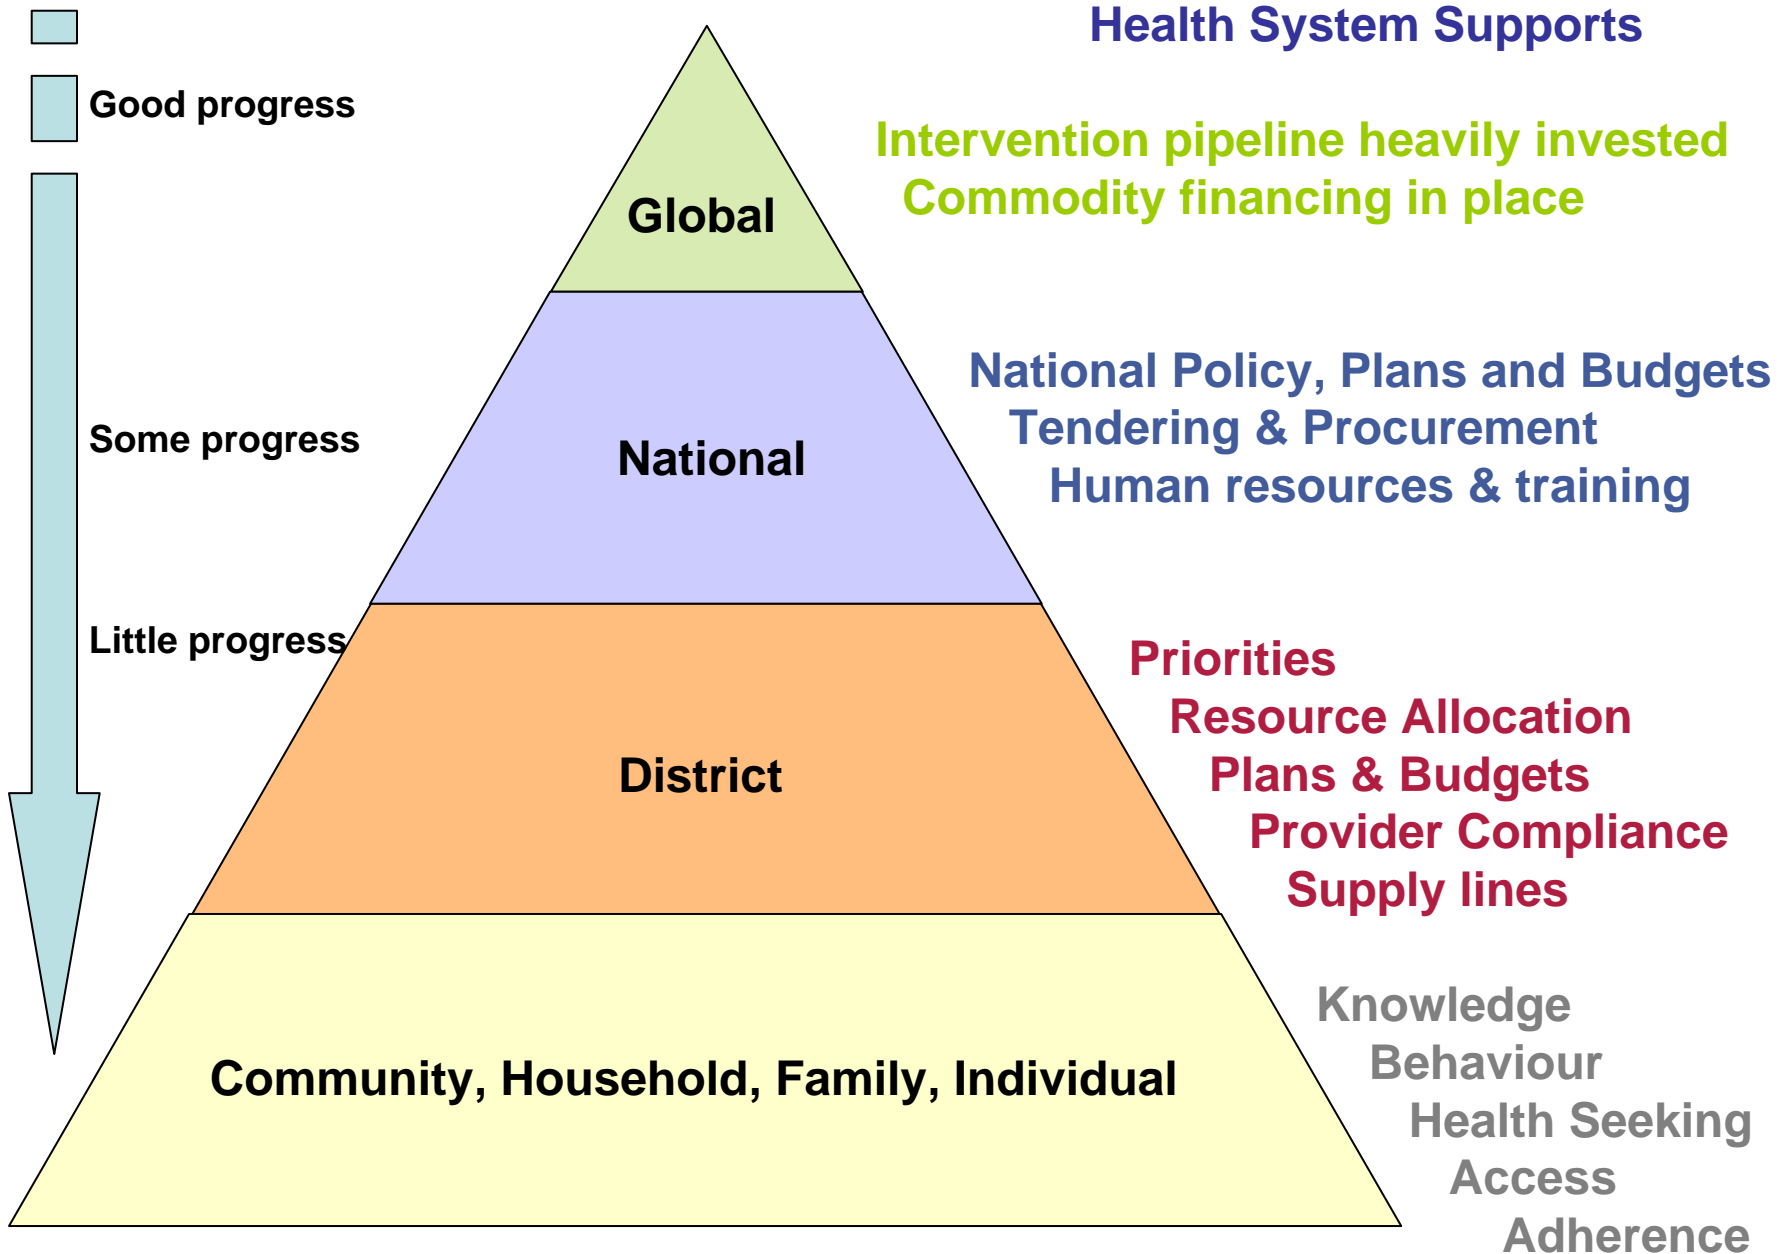 Health System Supports
Good progress
Intervention pipeline heavily invested
Commodity financing in place
Global
National Policy, Plans and Budgets
Tendering & Procurement
Human resources & training
Some progress
National
Little progress
Priorities
Resource Allocation
Plans & Budgets
Provider Compliance
Supply lines
District
Knowledge
Behaviour
Health Seeking
Access
Adherence
Community, Household, Family, Individual